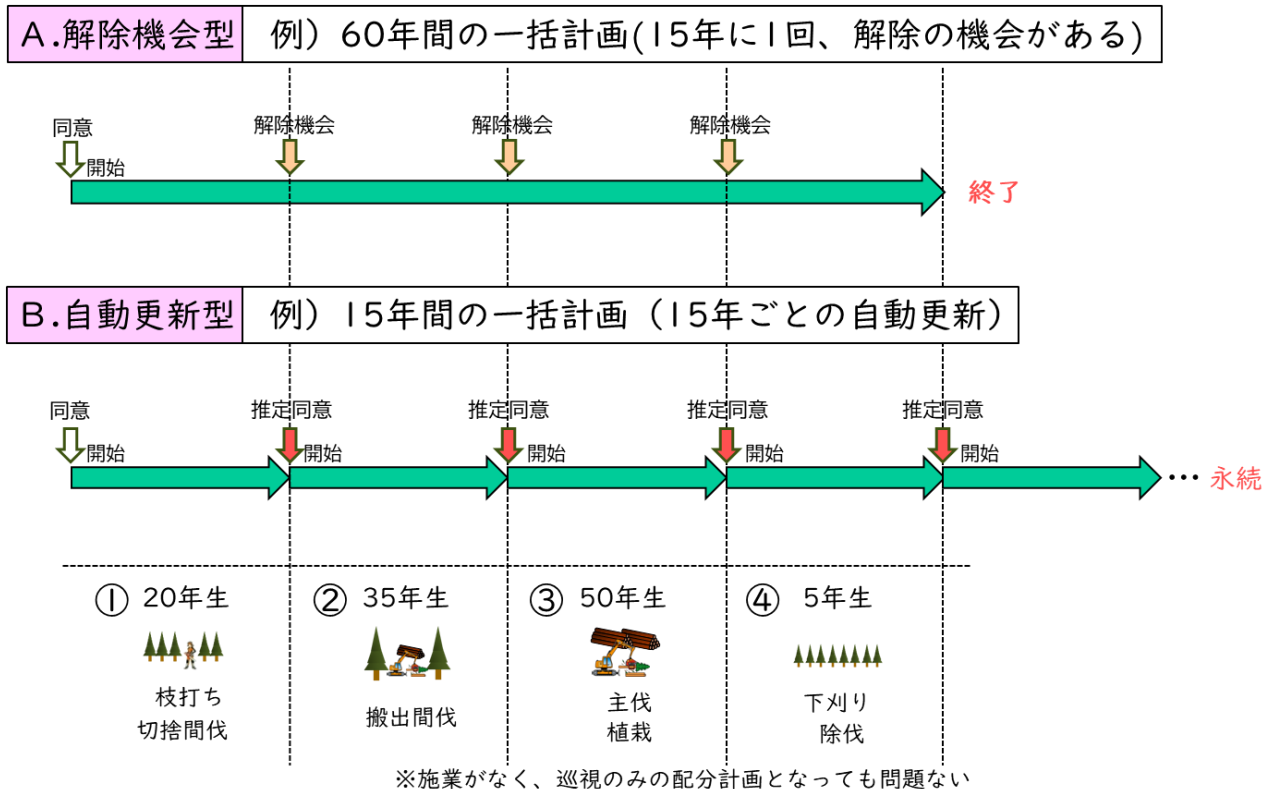 A.解除機会型 例）60年間の一括計画(15年に1回、解除の機会がある)
同意 解除機会 解除機会 解除機会
開始
終了
B.自動更新型 例）15年間の一括計画（15年ごとの自動更新）
同意 推定同意 推定同意 推定同意 推定同意
開始 開始 開始 開始 開始
… 永続
① 20年生 ② 35年生 ③ 50年生 ④ 5年生
枝打ち 搬出間伐 主伐 下刈り
切捨間伐 植栽 除伐
※施業がなく、巡視のみの配分計画となっても問題ない